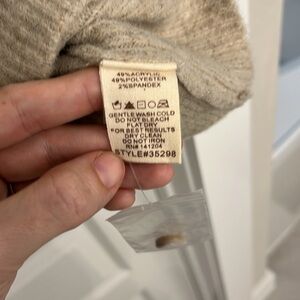 49%ACRYLIC
49%POLYESTER
2%SPANDEX
GENTLE WASH COLD
DO NOT BLEACH
FLAT DRY
FOR BEST RESULTS
DRY CLEAN
DO NOT IRON
RN# 141204
STYLE#35298